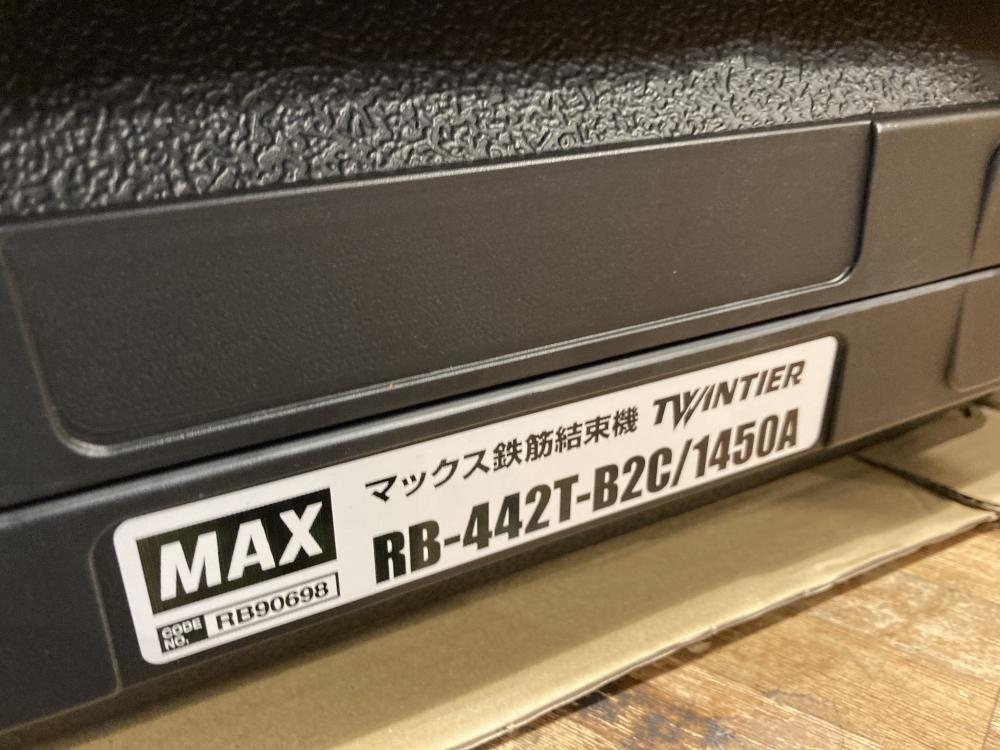 MAX
CODE NO. RB90698
マックス鉄筋結束機 TWINTIER
RB-442T-B2C/1450A